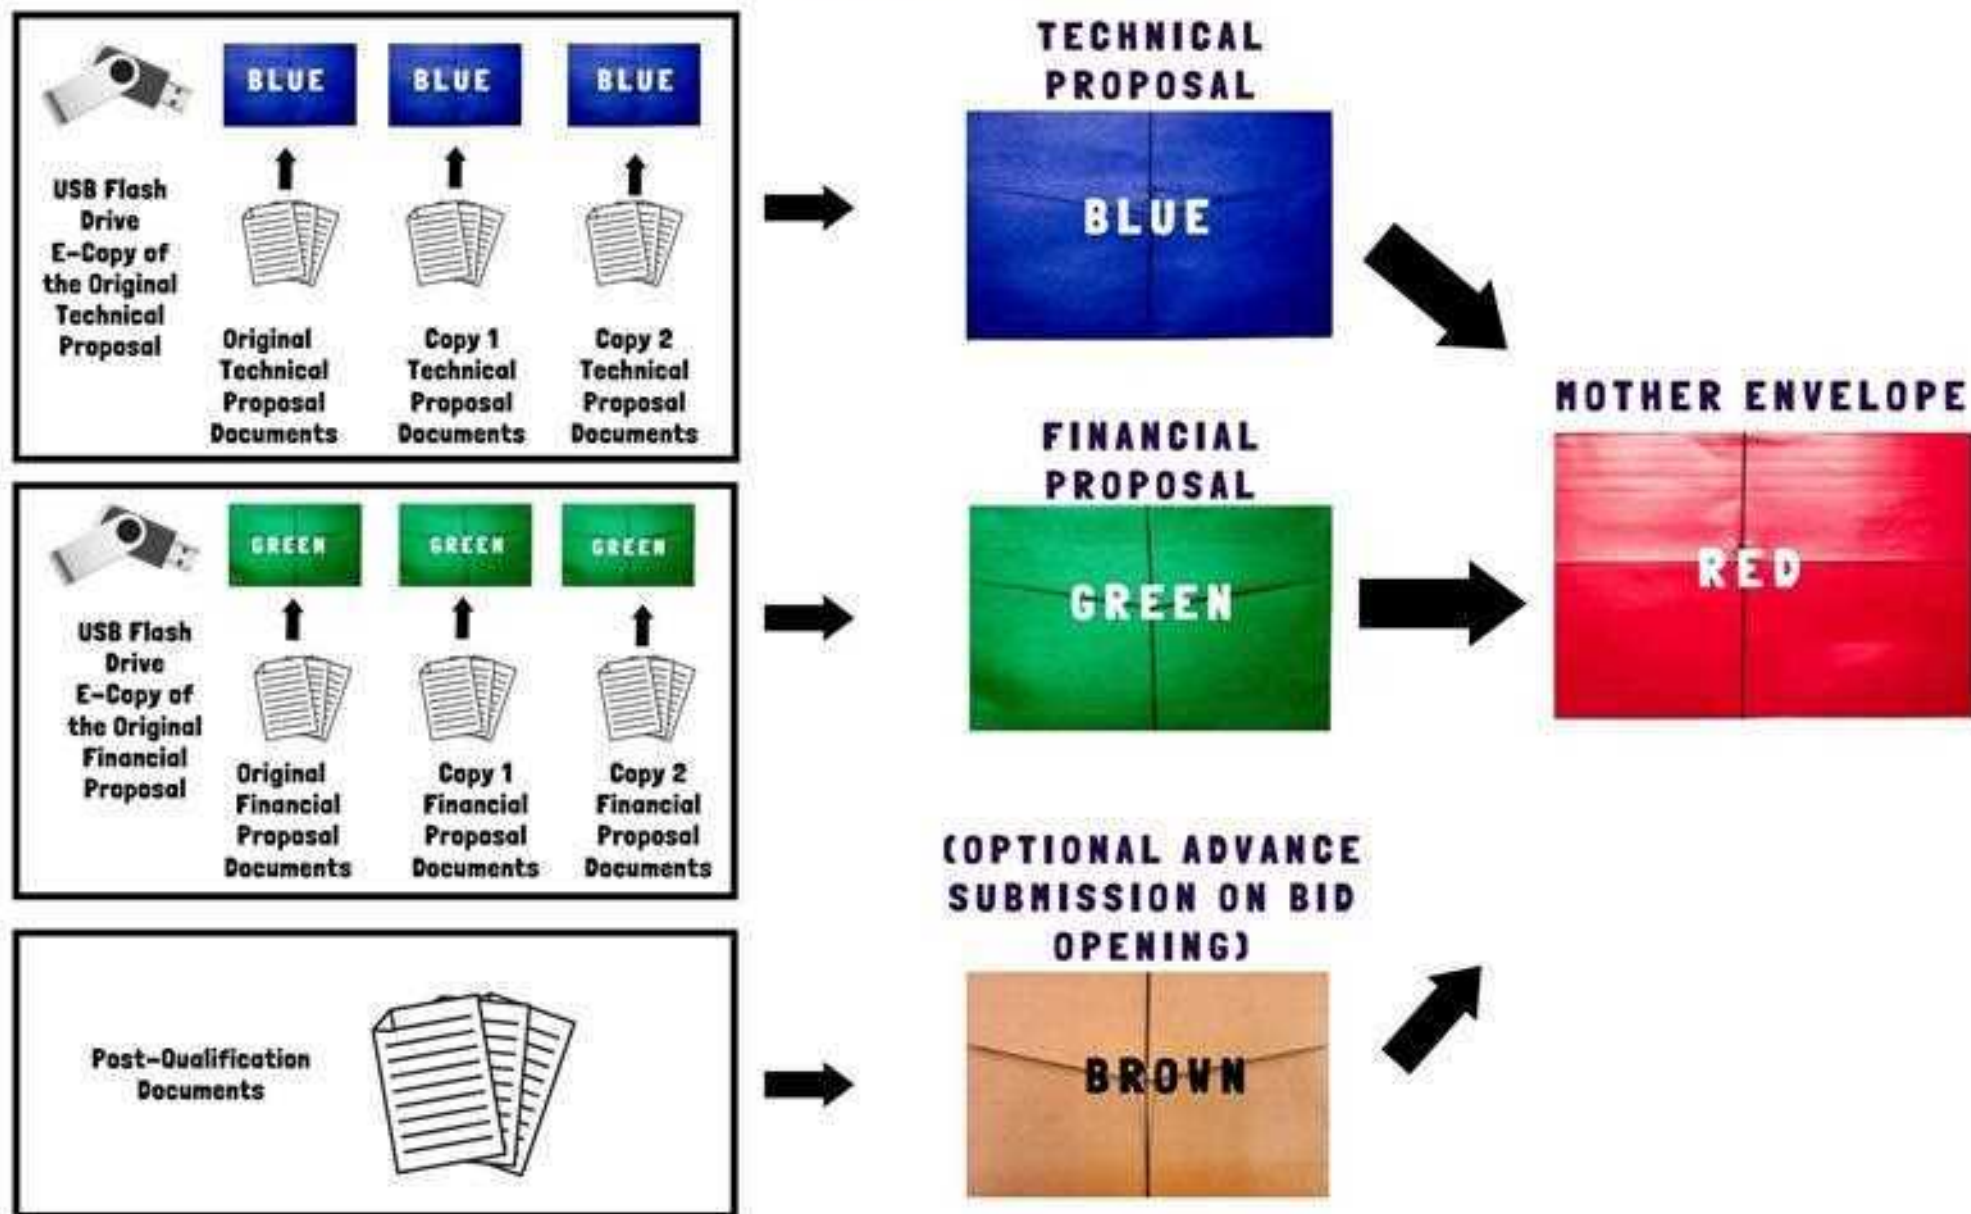 BLUE
BLUE
BLUE
USB Flash
Drive
E-Copy of
the Original
Technical
Proposal
Original
Technical
Proposal
Documents
Copy 1
Technical
Proposal
Documents
Copy 2
Technical
Proposal
Documents
TECHNICAL
PROPOSAL
BLUE
GREEN
GREEN
GREEN
USB Flash
Drive
E-Copy of
the Original
Financial
Proposal
Original
Financial
Proposal
Documents
Copy 1
Financial
Proposal
Documents
Copy 2
Financial
Proposal
Documents
FINANCIAL
PROPOSAL
GREEN
MOTHER ENVELOPE
RED
Post-Qualification
Documents
(OPTIONAL ADVANCE
SUBMISSION ON BID
OPENING)
BROWN